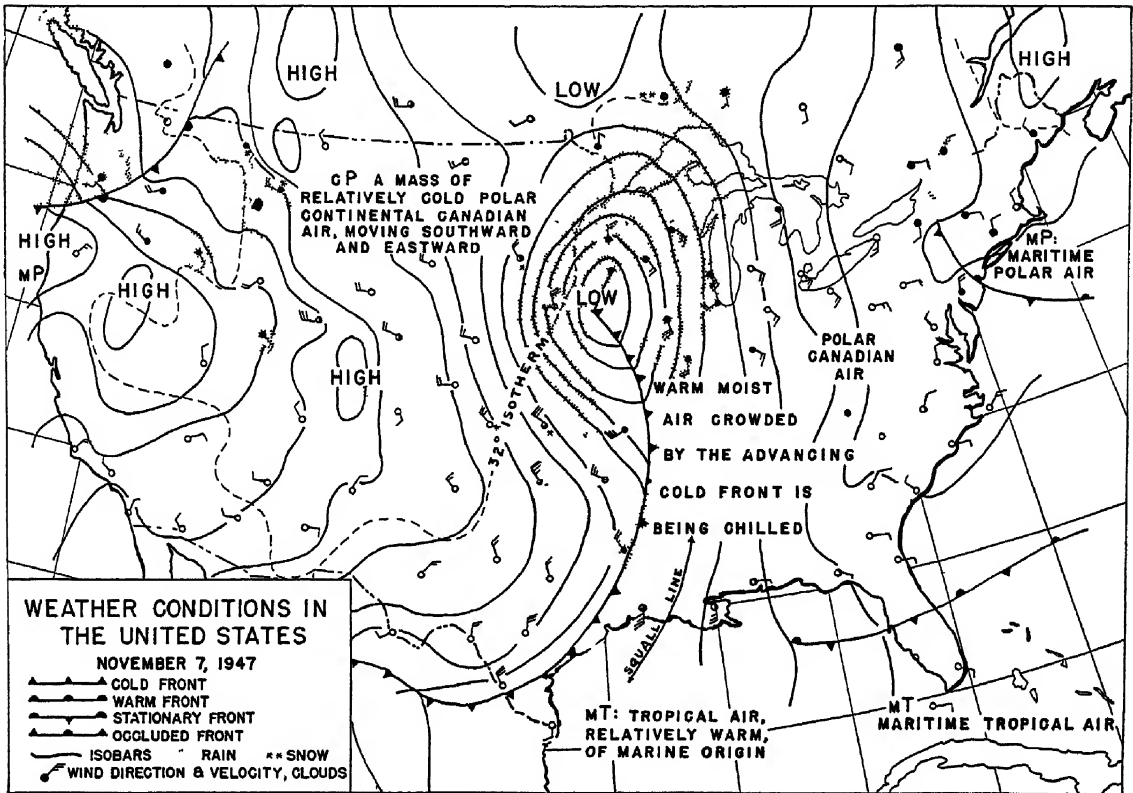 HIGH
LOW
HIGH
CP A MASS OF
RELATIVELY COLD POLAR
CONTINENTAL CANADIAN
AIR, MOVING SOUTHWARD
AND EASTWARD
HIGH
MP
HIGH
LOW
MP:
MARITIME
POLAR AIR
HIGH
POLAR
CANADIAN
AIR
32° ISOTHERM
WARM MOIST
AIR CROWDED
BY THE ADVANCING
COLD FRONT IS
BEING CHILLED
SQUALL LINE
MT: TROPICAL AIR,
RELATIVELY WARM,
OF MARINE ORIGIN
MT
MARITIME TROPICAL AIR
WEATHER CONDITIONS IN
THE UNITED STATES
NOVEMBER 7, 1947
COLD FRONT
WARM FRONT
STATIONARY FRONT
OCCLUDED FRONT
ISOBARS " RAIN ** SNOW
WIND DIRECTION & VELOCITY, CLOUDS